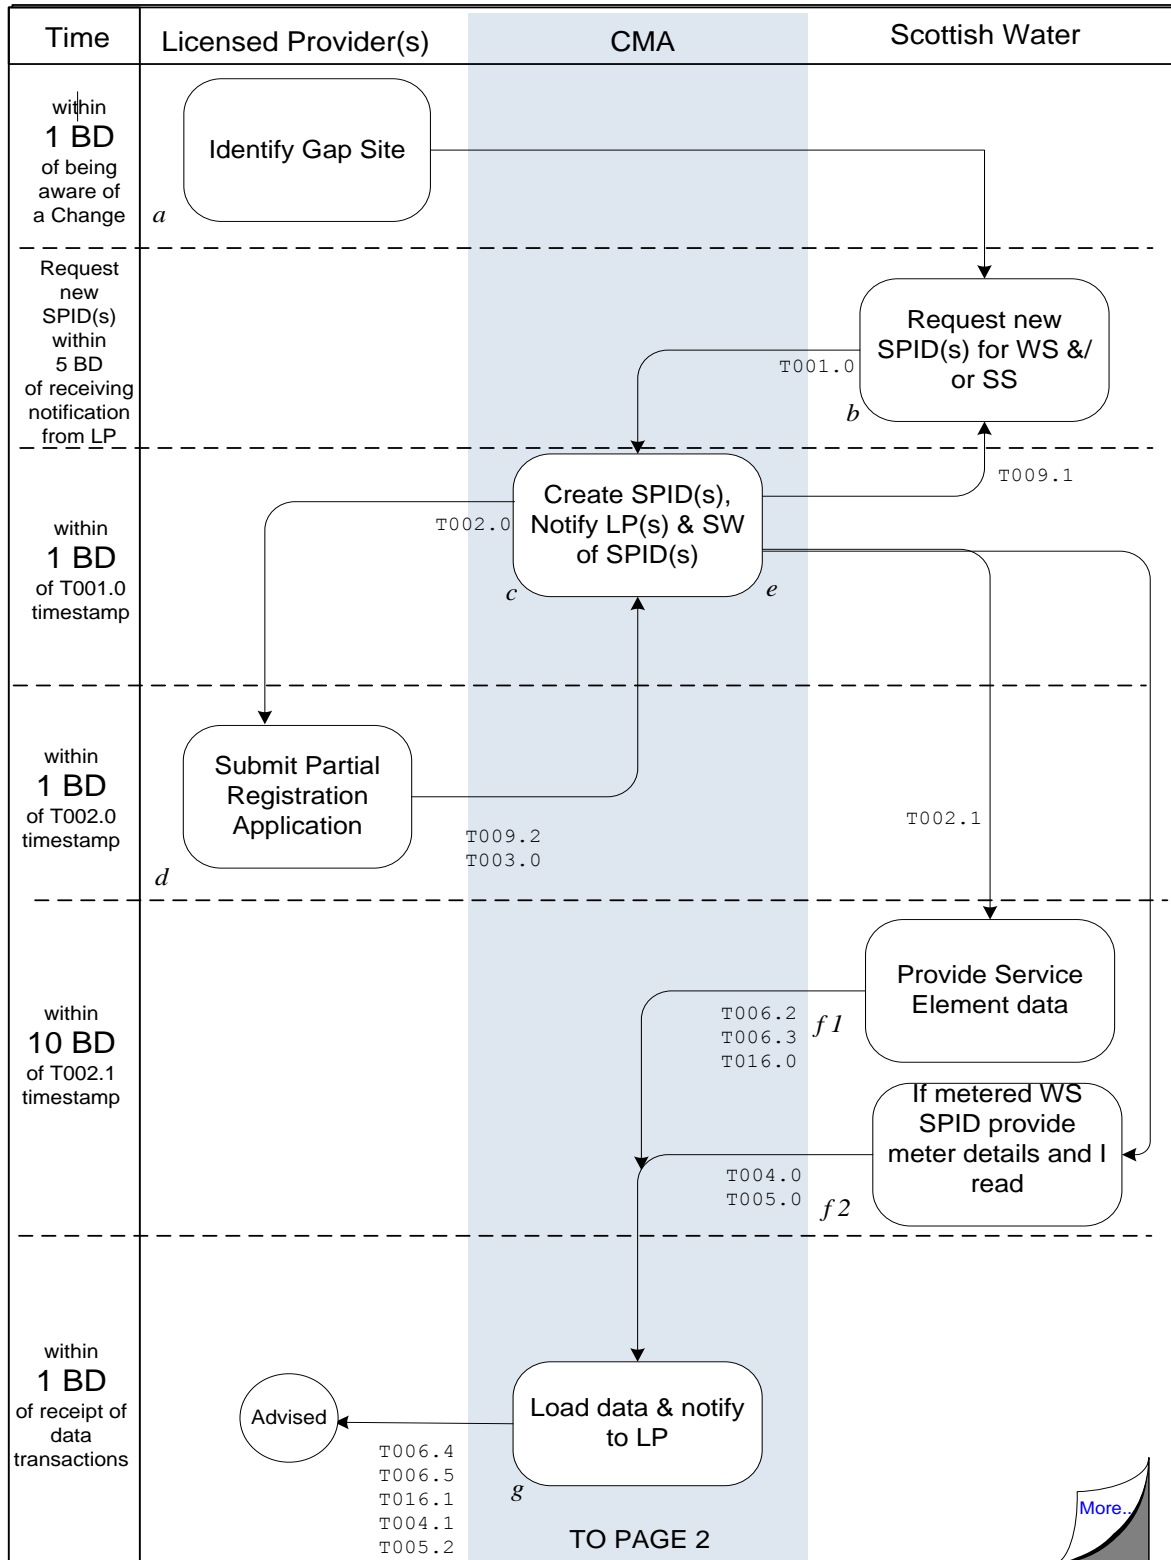 Time
Licensed Provider(s)
CMA
Scottish Water
within
1 BD
of being
aware of
a Change
Identify Gap Site
a
Request
new
SPID(s)
within
5 BD
of receiving
notification
from LP
Request new
SPID(s) for WS &/
or SS
T001.0
b
within
1 BD
of T001.0
timestamp
Create SPID(s),
Notify LP(s) & SW
of SPID(s)
T002.0
T009.1
c
e
within
1 BD
of T002.0
timestamp
Submit Partial
Registration
Application
T009.2
T003.0
d
T002.1
within
10 BD
of T002.1
timestamp
Provide Service
Element data
T006.2
T006.3
T016.0
f1
If metered WS
SPID provide
meter details and I
read
T004.0
T005.0
f2
within
1 BD
of receipt of
data
transactions
Advised
Load data & notify
to LP
T006.4
T006.5
T016.1
T004.1
T005.2
g
TO PAGE 2
More..